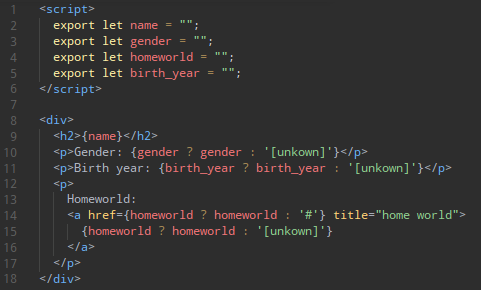 1 <script>
2 export let name = "";
3 export let gender = "";
4 export let homeworld = "";
5 export let birth_year = "";
6 </script>
7
8 <div>
9 <h2>{name}</h2>
10 <p>Gender: {gender ? gender : '[unkown]'}</p>
11 <p>Birth year: {birth_year ? birth_year : '[unkown]'}</p>
12 <p>
13 Homeworld:
14 <a href={homeworld ? homeworld : '#'} title="home world">
15 {homeworld ? homeworld : '[unkown]'}
16 </a>
17 </p>
18 </div>